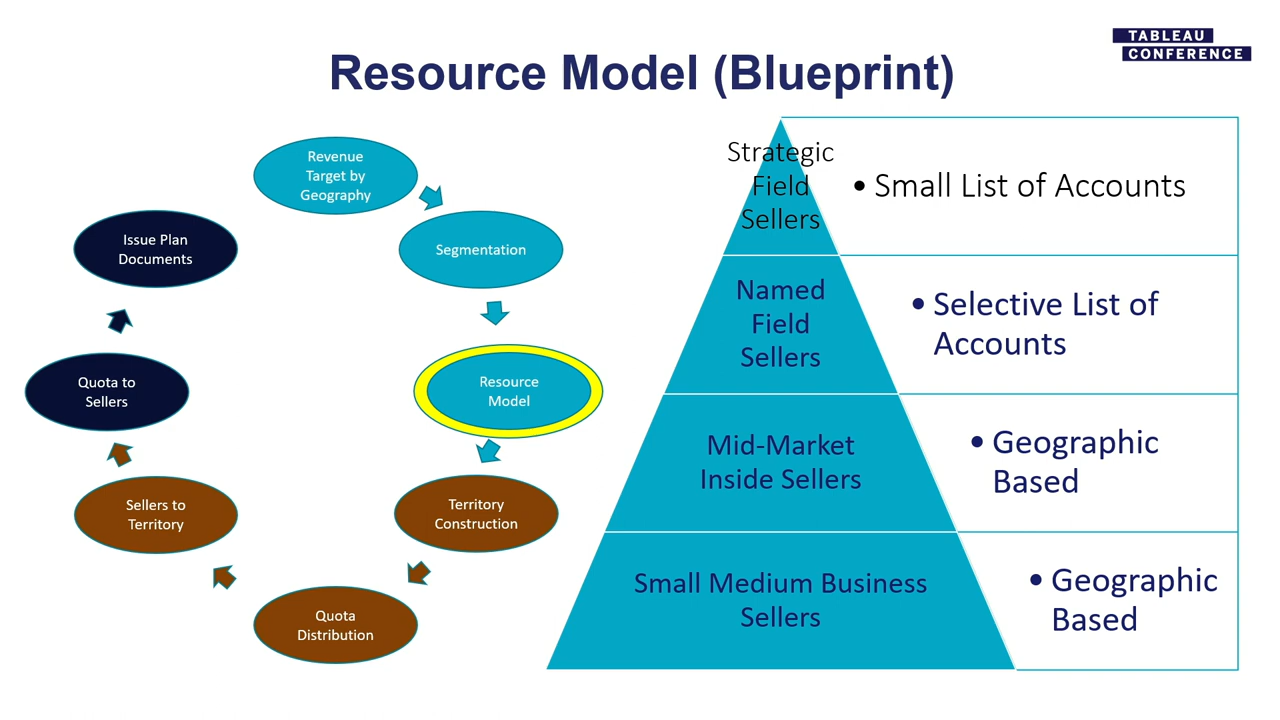 TABLEAU
CONFERENCE
Resource Model (Blueprint)
Revenue
Target by
Geography
Segmentation
Resource
Model
Territory
Construction
Quota
Distribution
Sellers to
Territory
Quota to
Sellers
Issue Plan
Documents
Strategic
Field
Sellers
• Small List of Accounts
Named
Field
Sellers
• Selective List of
Accounts
Mid-Market
Inside Sellers
• Geographic
Based
Small Medium Business
Sellers
• Geographic
Based